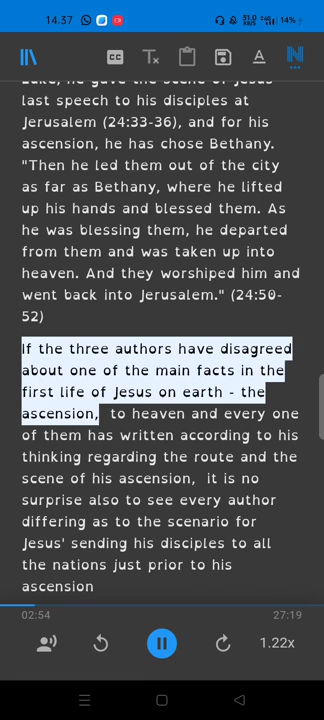 14.37
31.0 KB/S
14%
CC
T
A
N
Luke, he gave the scene of Jesus'
last speech to his disciples at
Jerusalem (24:33-36), and for his
ascension, he has chose Bethany.
"Then he led them out of the city
as far as Bethany, where he lifted
up his hands and blessed them. As
he was blessing them, he departed
from them and was taken up into
heaven. And they worshiped him and
went back into Jerusalem." (24:50-
52)
If the three authors have disagreed
about one of the main facts in the
first life of Jesus on earth - the
ascension,  to heaven and every one
of them has written according to his
thinking regarding the route and the
scene of his ascension,  it is no
surprise also to see every author
differing as to the scenario for
Jesus' sending his disciples to all
the nations just prior to his
ascension
02:54
27:19
1.22x